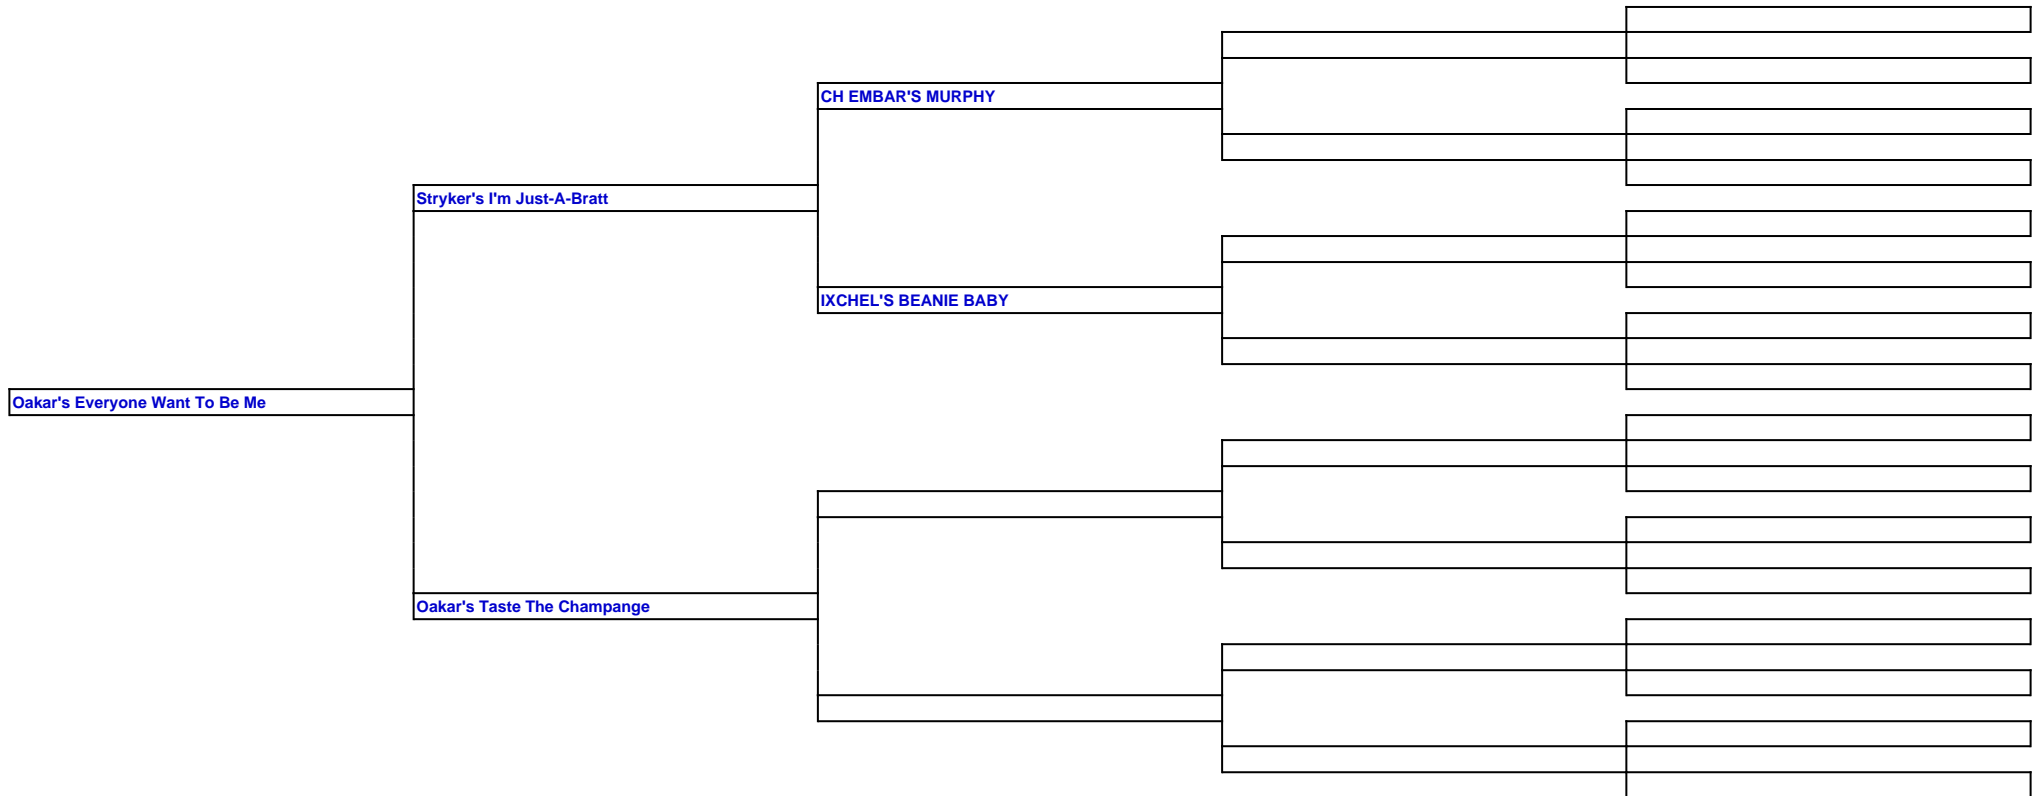 CH EMBAR'S MURPHY
Stryker's I'm Just-A-Bratt
IXCHEL'S BEANIE BABY
Oakar's Everyone Want To Be Me
Oakar's Taste The Champange